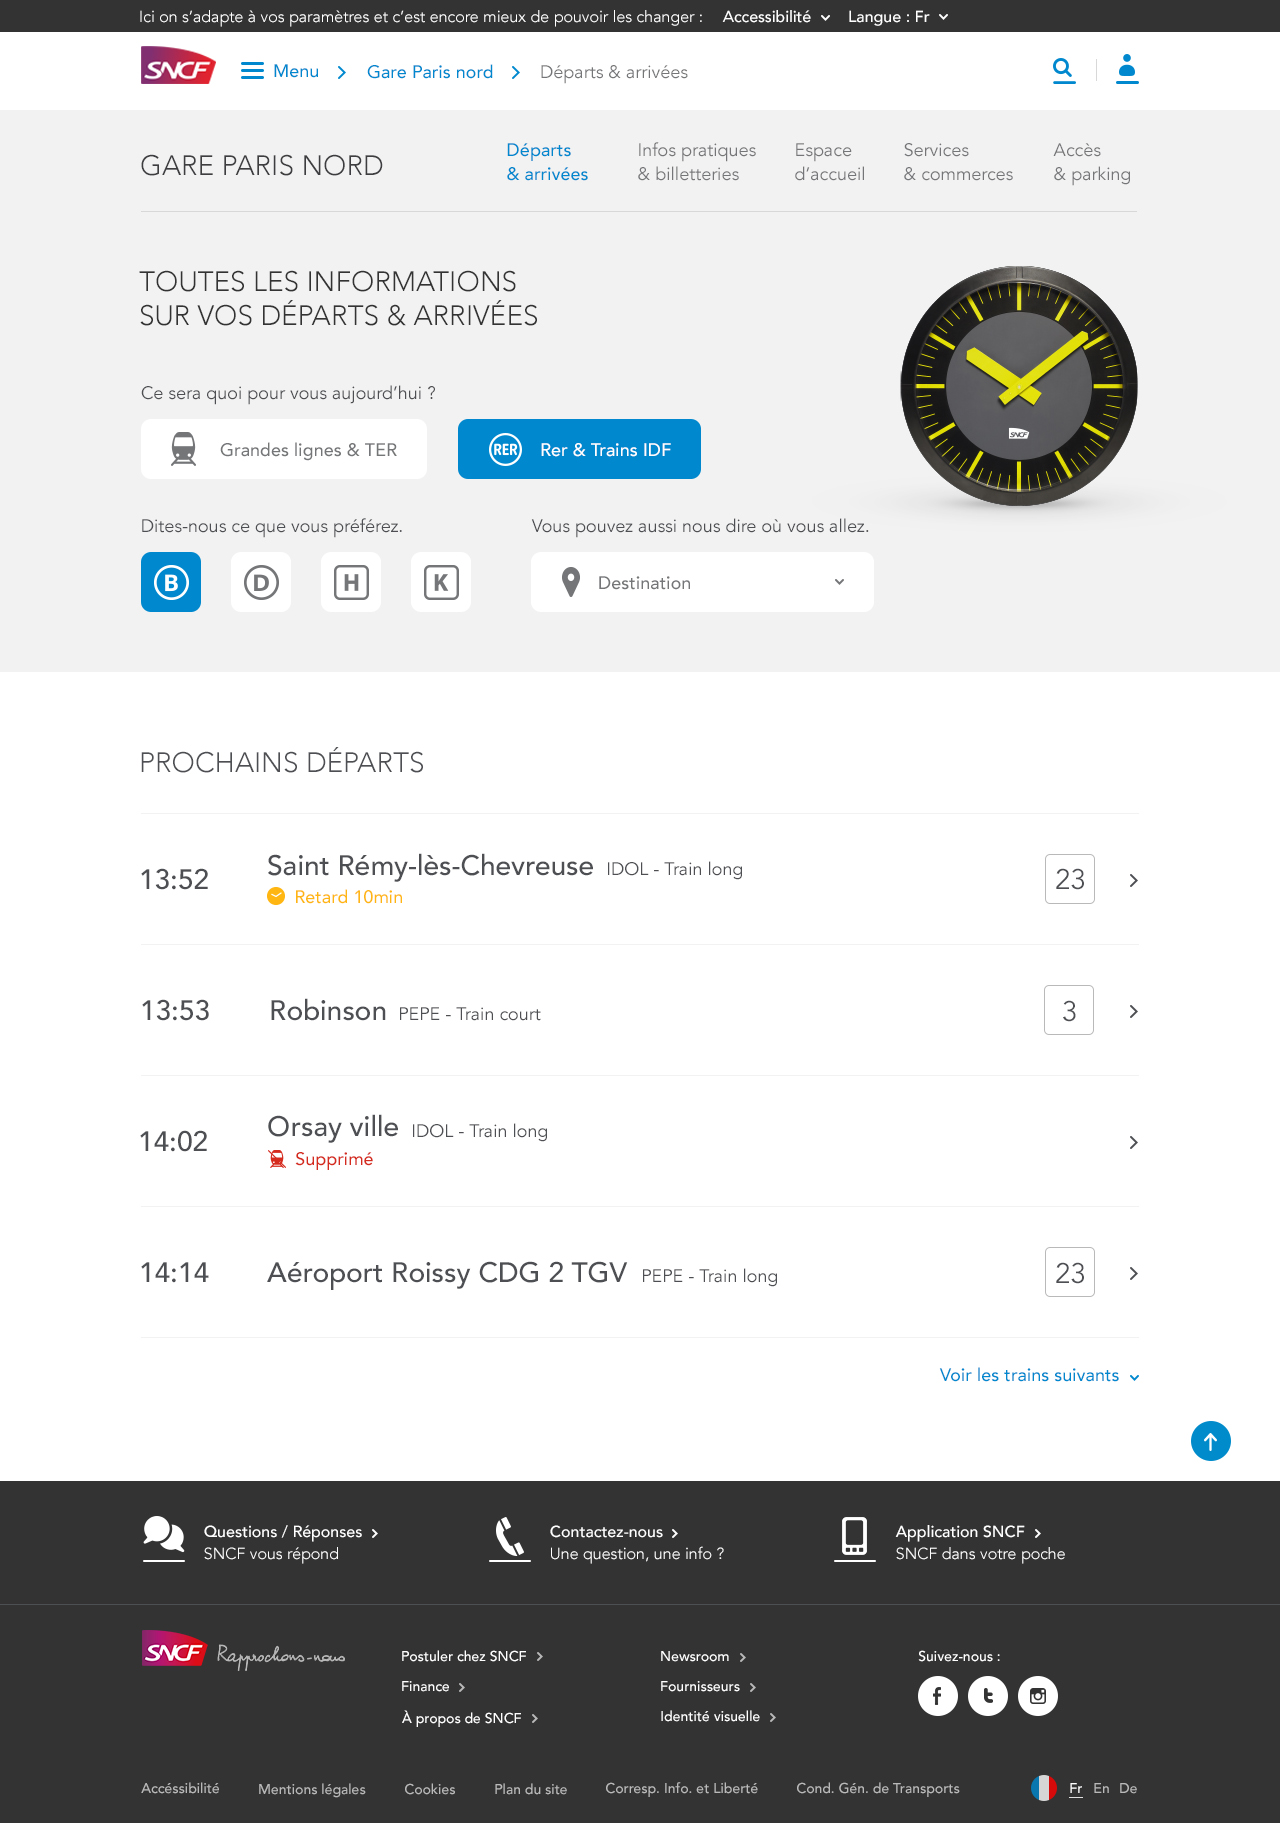 Ici on s’adapte à vos paramètres et c’est encore mieux de pouvoir les changer : Accessibilité Langue : Fr
SNCF Menu Gare Paris nord Départs & arrivées
GARE PARIS NORD
Départs
& arrivées
Infos pratiques
& billetteries
Espace
d’accueil
Services
& commerces
Accès
& parking
TOUTES LES INFORMATIONS
SUR VOS DÉPARTS & ARRIVÉES
SNCF
Ce sera quoi pour vous aujourd’hui ?
Grandes lignes & TER
RER Rer & Trains IDF
Dites-nous ce que vous préférez.
B D H K
Vous pouvez aussi nous dire où vous allez.
Destination
PROCHAINS DÉPARTS
13:52 Saint Rémy-lès-Chevreuse IDOL - Train long 23
Retard 10min
13:53 Robinson PEPE - Train court 3
14:02 Orsay ville IDOL - Train long
Supprimé
14:14 Aéroport Roissy CDG 2 TGV PEPE - Train long 23
Voir les trains suivants
Questions / Réponses
SNCF vous répond
Contactez-nous
Une question, une info ?
Application SNCF
SNCF dans votre poche
SNCF Rapprochons-nous
Postuler chez SNCF
Finance
À propos de SNCF
Newsroom
Fournisseurs
Identité visuelle
Suivez-nous :
Accéssibilité Mentions légales Cookies Plan du site Corresp. Info. et Liberté Cond. Gén. de Transports Fr En De